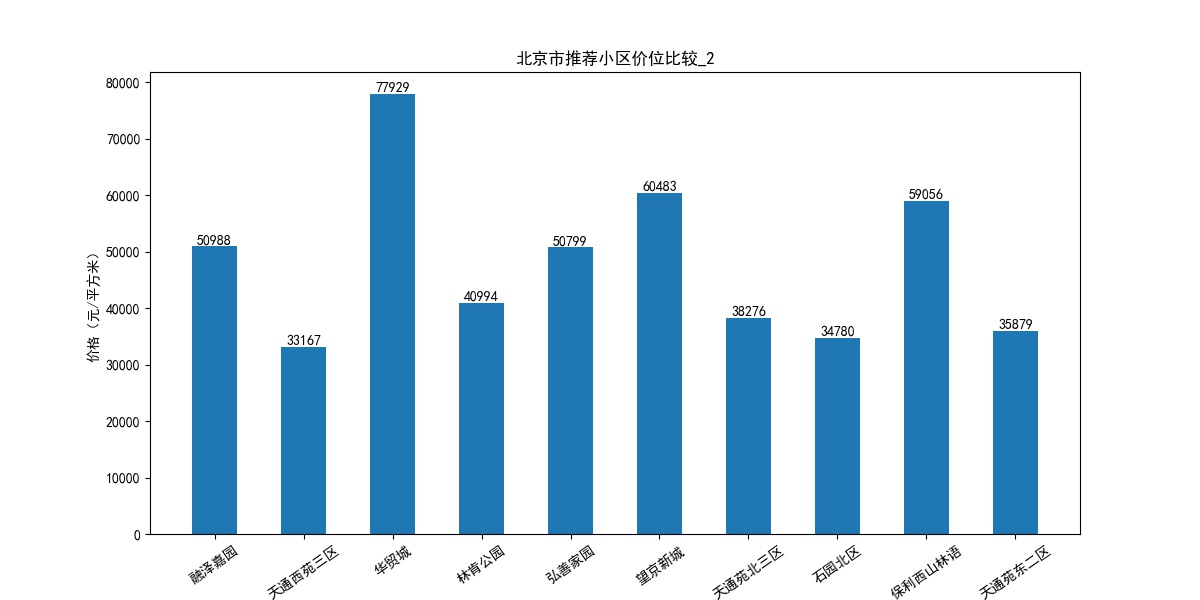 北京市推荐小区价位比较_2
价格（元/平方米）
80000
70000
60000
50000
40000
30000
20000
10000
0
50988
33167
77929
40994
50799
60483
38276
34780
59056
35879
融泽嘉园
天通西苑三区
华贸城
林肯公园
弘善家园
望京新城
天通苑北三区
石园北区
保利西山林语
天通苑东二区